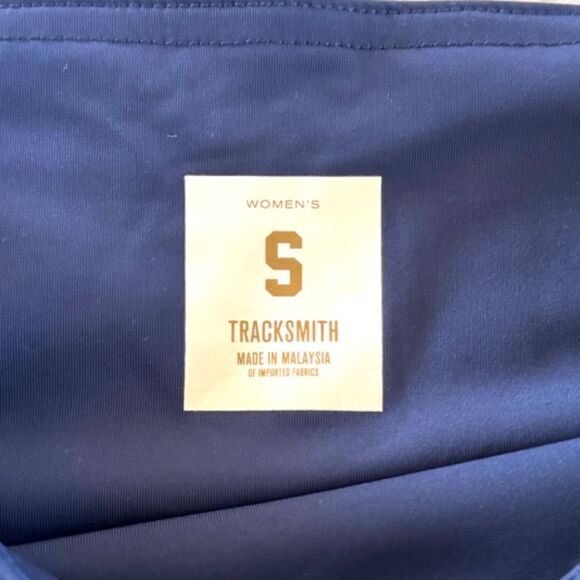 WOMEN'S
S
TRACKSMITH
MADE IN MALAYSIA
OF IMPORTED FABRICS